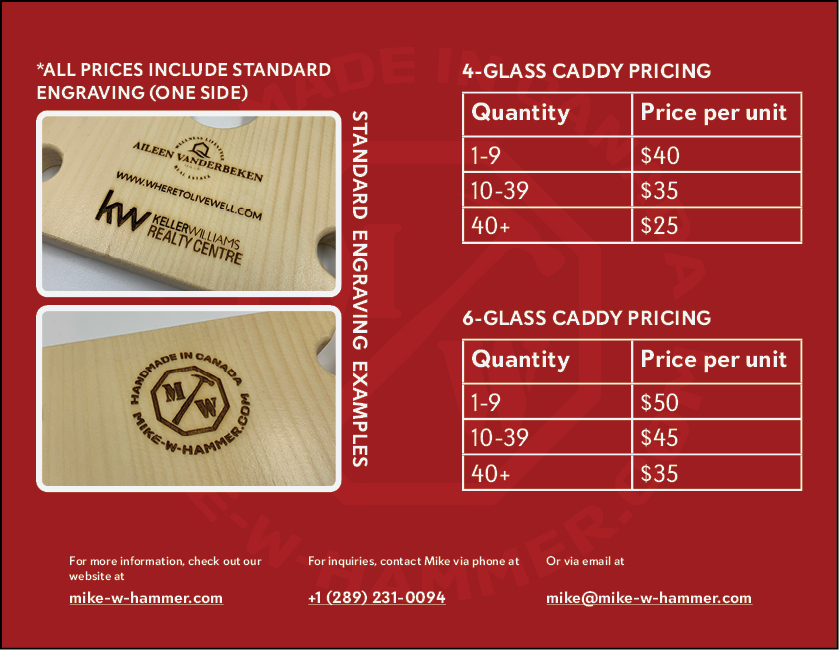 *ALL PRICES INCLUDE STANDARD
ENGRAVING (ONE SIDE)
WELLNESS LIFESTYLE
AILEEN VANDERBEKEN
REAL ESTATE
WWW.WHERETOLIVEWELL.COM
kw KELLERWILLIAMS
REALTY CENTRE
HANDMADE IN CANADA
M W
MIKE-W-HAMMER.COM
STANDARD ENGRAVING EXAMPLES
4-GLASS CADDY PRICING
Quantity Price per unit
1-9 $40
10-39 $35
40+ $25
6-GLASS CADDY PRICING
Quantity Price per unit
1-9 $50
10-39 $45
40+ $35
For more information, check out our
website at
mike-w-hammer.com
For inquiries, contact Mike via phone at
+1 (289) 231-0094
Or via email at
mike@mike-w-hammer.com